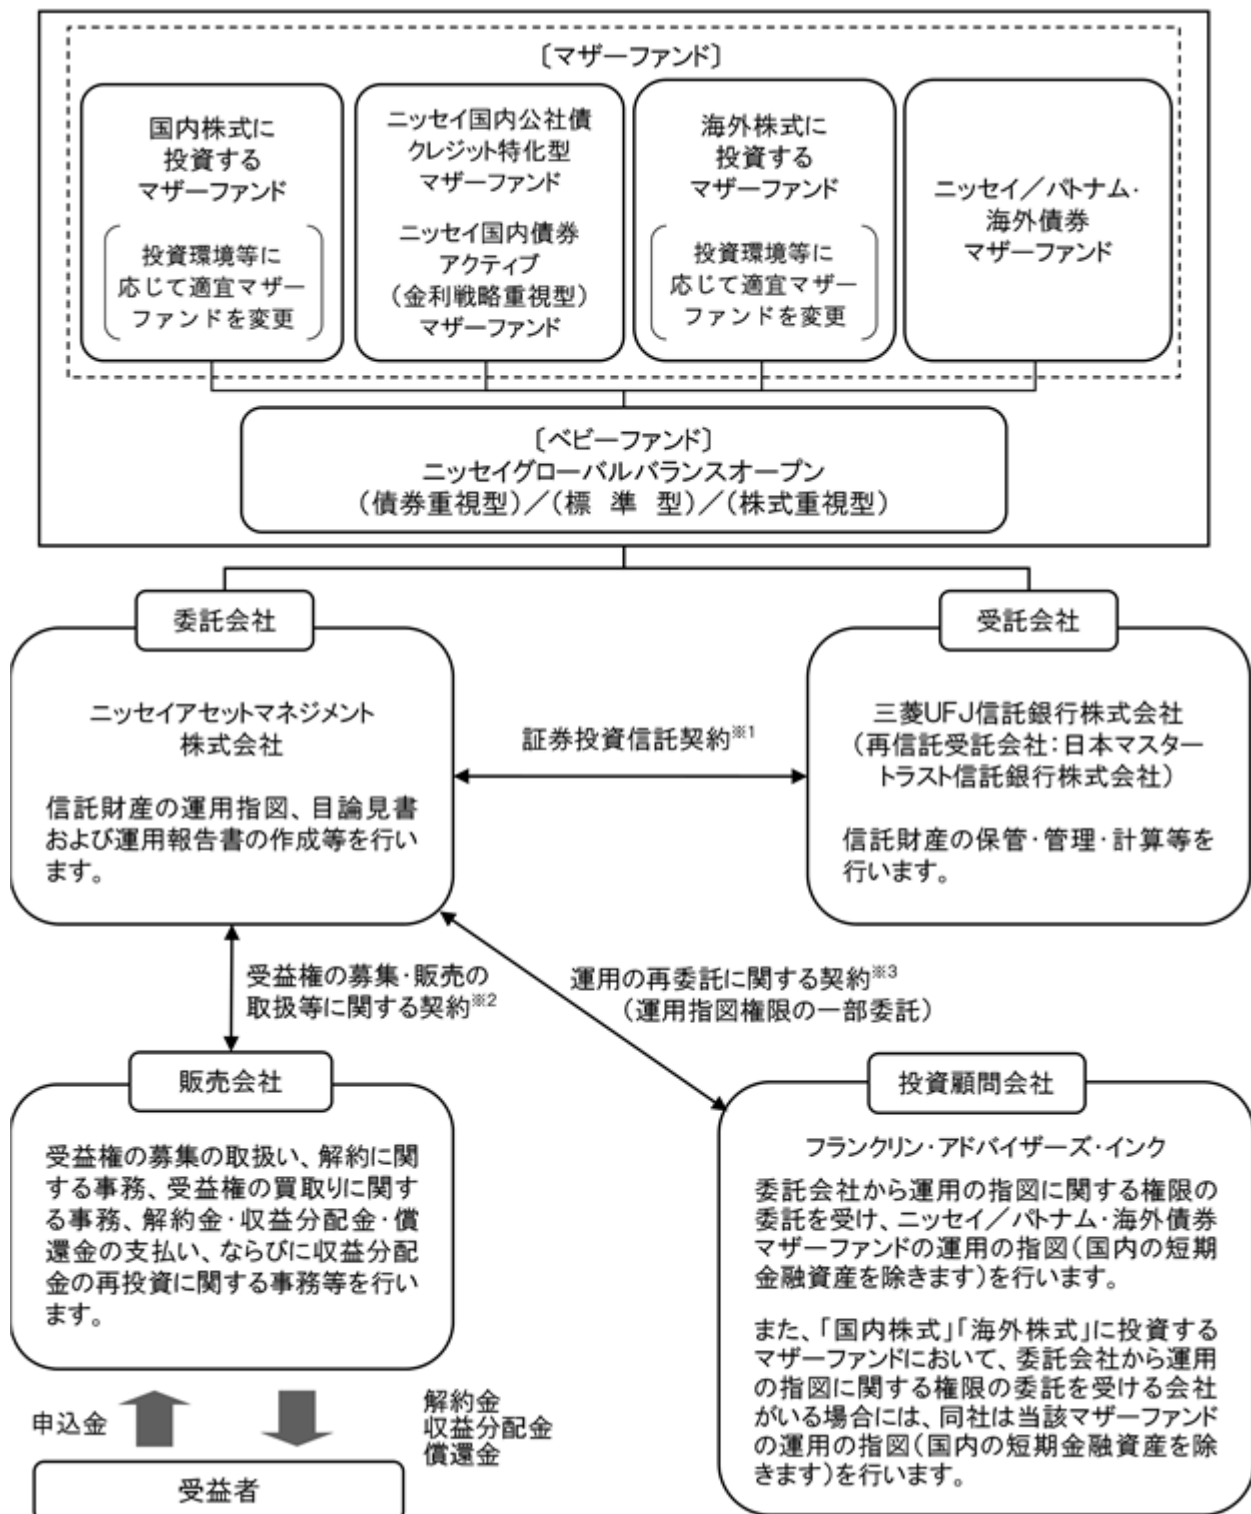 〔マザーファンド〕
国内株式に
投資する
マザーファンド
投資環境等に
応じて適宜マザー
ファンドを変更
ニッセイ国内公社債
クレジット特化型
マザーファンド
ニッセイ国内債券
アクティブ
（金利戦略重視型）
マザーファンド
海外株式に
投資する
マザーファンド
投資環境等に
応じて適宜マザー
ファンドを変更
ニッセイ／パトナム・
海外債券
マザーファンド
〔ベビーファンド〕
ニッセイグローバルバランスオープン
（債券重視型）／（標　準　型）／（株式重視型）
委託会社
ニッセイアセットマネジメント
株式会社
信託財産の運用指図、目論見書
および運用報告書の作成等を行い
ます。
証券投資信託契約※1
受託会社
三菱UFJ信託銀行株式会社
（再信託受託会社：日本マスター
トラスト信託銀行株式会社）
信託財産の保管・管理・計算等を
行います。
受益権の募集・販売の
取扱等に関する契約※2
運用の再委託に関する契約※3
（運用指図権限の一部委託）
販売会社
受益権の募集の取扱い、解約に関
する事務、受益権の買取りに関す
る事務、解約金・収益分配金・償
還金の支払い、ならびに収益分配
金の再投資に関する事務等を行い
ます。
投資顧問会社
フランクリン・アドバイザーズ・インク
委託会社から運用の指図に関する権限の
委託を受け、ニッセイ／パトナム・海外債券
マザーファンドの運用の指図（国内の短期
金融資産を除きます）を行います。
また、「国内株式」「海外株式」に投資する
マザーファンドにおいて、委託会社から運用
の指図に関する権限の委託を受ける会社
がいる場合には、同社は当該マザーファンド
の運用の指図（国内の短期金融資産を除
きます）を行います。
申込金
解約金
収益分配金
償還金
受益者